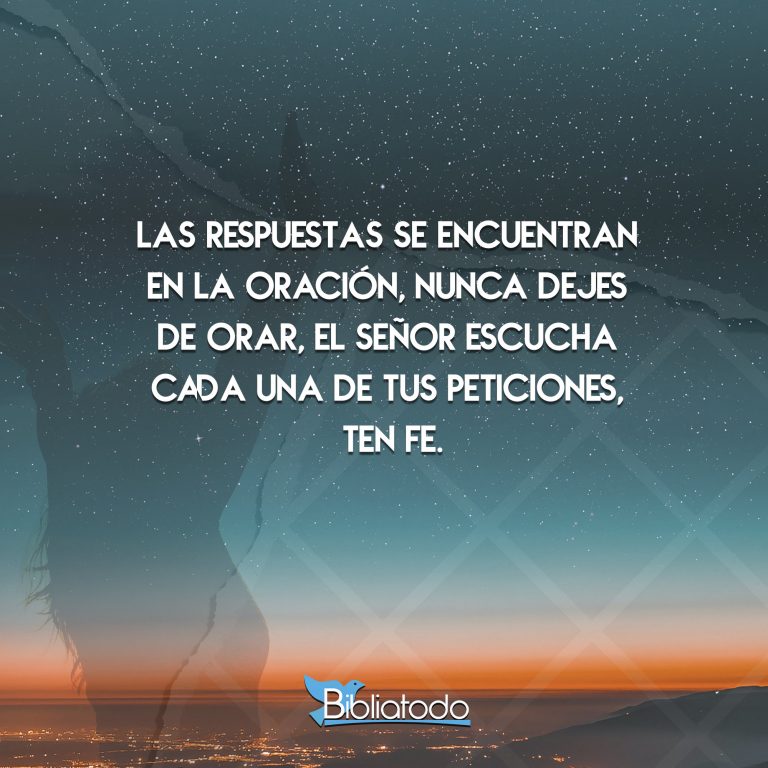 LAS RESPUESTAS SE ENCUENTRAN
EN LA ORACIÓN, NUNCA DEJES
DE ORAR, EL SEÑOR ESCUCHA
CADA UNA DE TUS PETICIONES,
TEN FE.
Bibliatodo